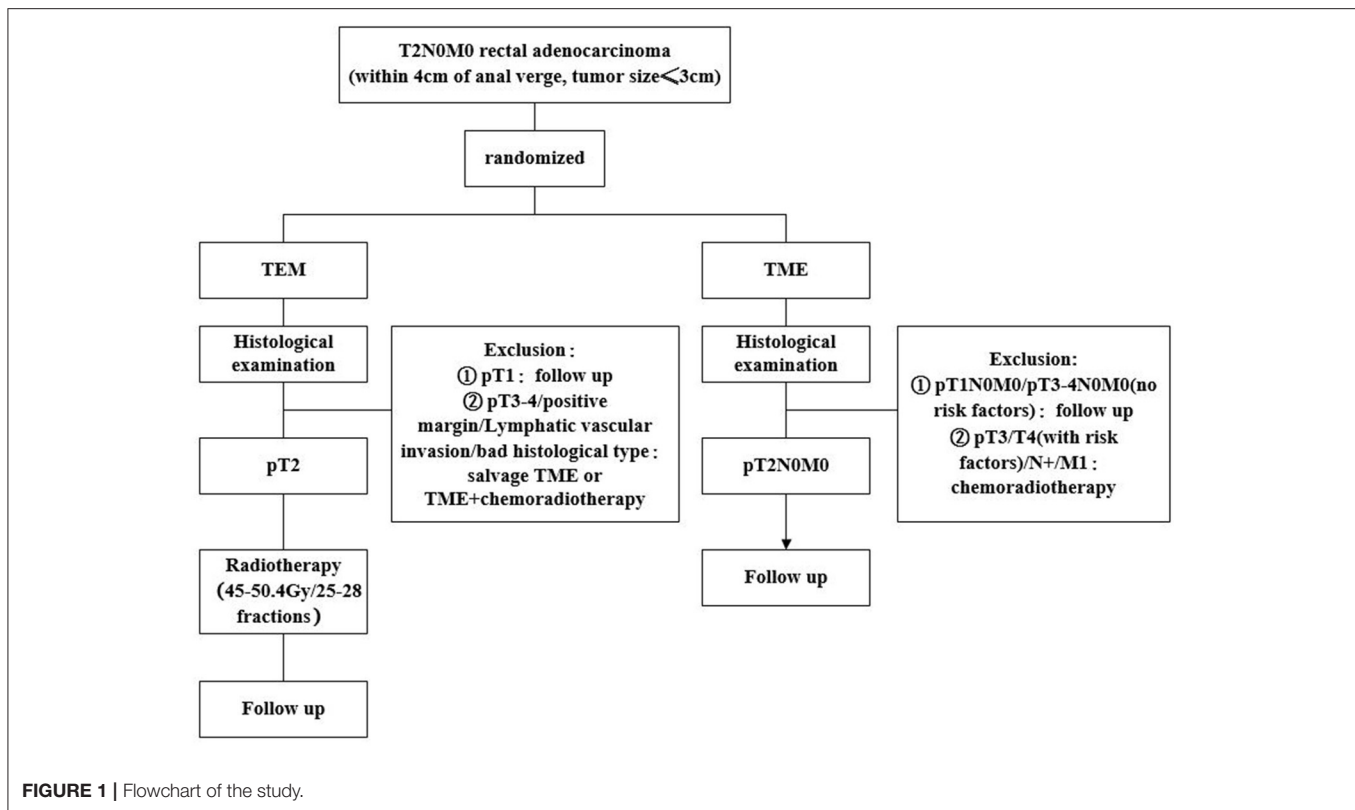 T2N0M0 rectal adenocarcinoma
(within 4cm of anal verge, tumor size＜3cm)
randomized
TEM
Histological
examination
Exclusion：
① pT1： follow up
② pT3-4/positive
margin/Lymphatic vascular
invasion/bad histological type：
salvage TME or
TME+chemoradiotherapy
pT2
Radiotherapy
（45-50.4Gy/25-28
fractions）
Follow up
TME
Histological
examination
Exclusion:
① pT1N0M0/pT3-4N0M0(no
risk factors)： follow up
② pT3/T4(with risk
factors)/N+/M1：
chemoradiotherapy
pT2N0M0
Follow up
FIGURE 1 | Flowchart of the study.